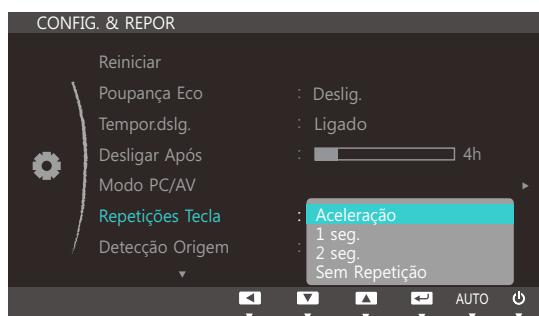 CONFIG. & REPOR
Reiniciar
Poupança Eco : Deslig.
Tempor.dslg. : Ligado
Desligar Após : 4h
Modo PC/AV
Repetições Tecla : Aceleração
1 seg.
2 seg.
Sem Repetição
Detecção Origem :
AUTO